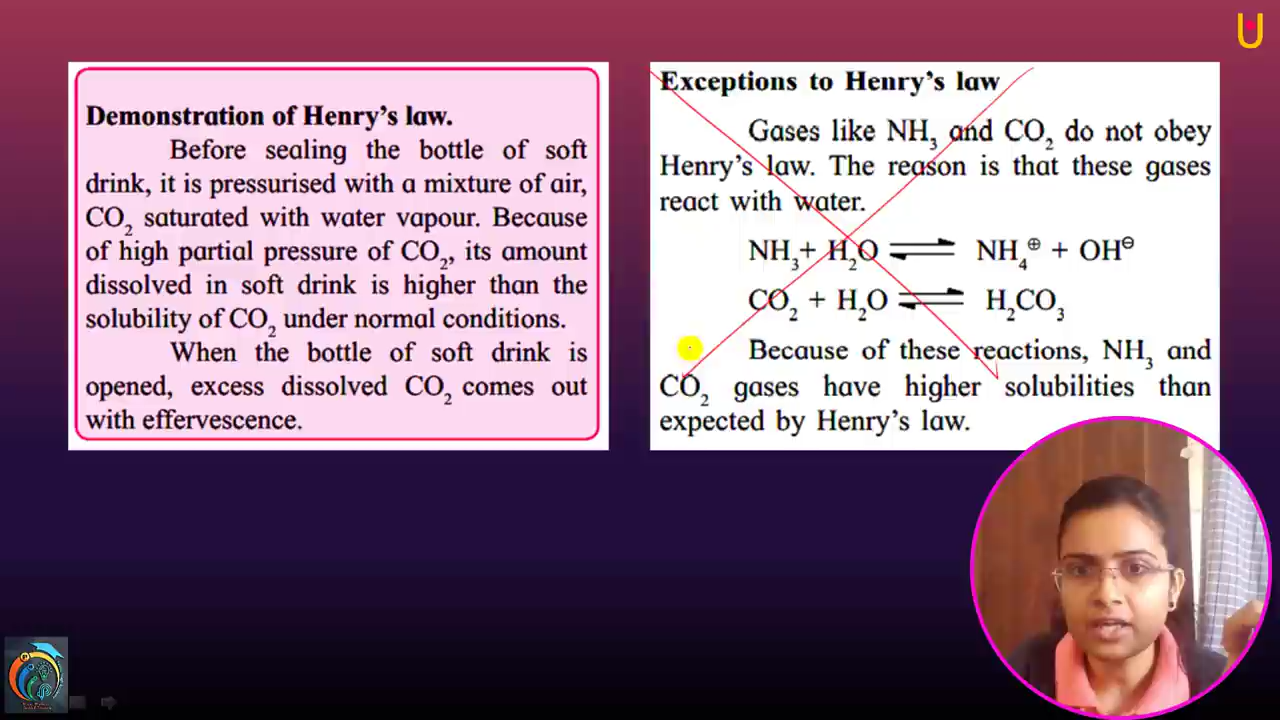 Demonstration of Henry's law.
Before sealing the bottle of soft
drink, it is pressurised with a mixture of air,
CO₂ saturated with water vapour. Because
of high partial pressure of CO₂, its amount
dissolved in soft drink is higher than the
solubility of CO₂ under normal conditions.
When the bottle of soft drink is
opened, excess dissolved CO₂ comes out
with effervescence.
Exceptions to Henry's law
Gases like NH₃ and CO₂ do not obey
Henry's law. The reason is that these gases
react with water.
NH₃+ H₂O ⇌ NH₄⊕ + OH⊖
CO₂ + H₂O ⇌ H₂CO₃
Because of these reactions, NH₃ and
CO₂ gases have higher solubilities than
expected by Henry's law.
U